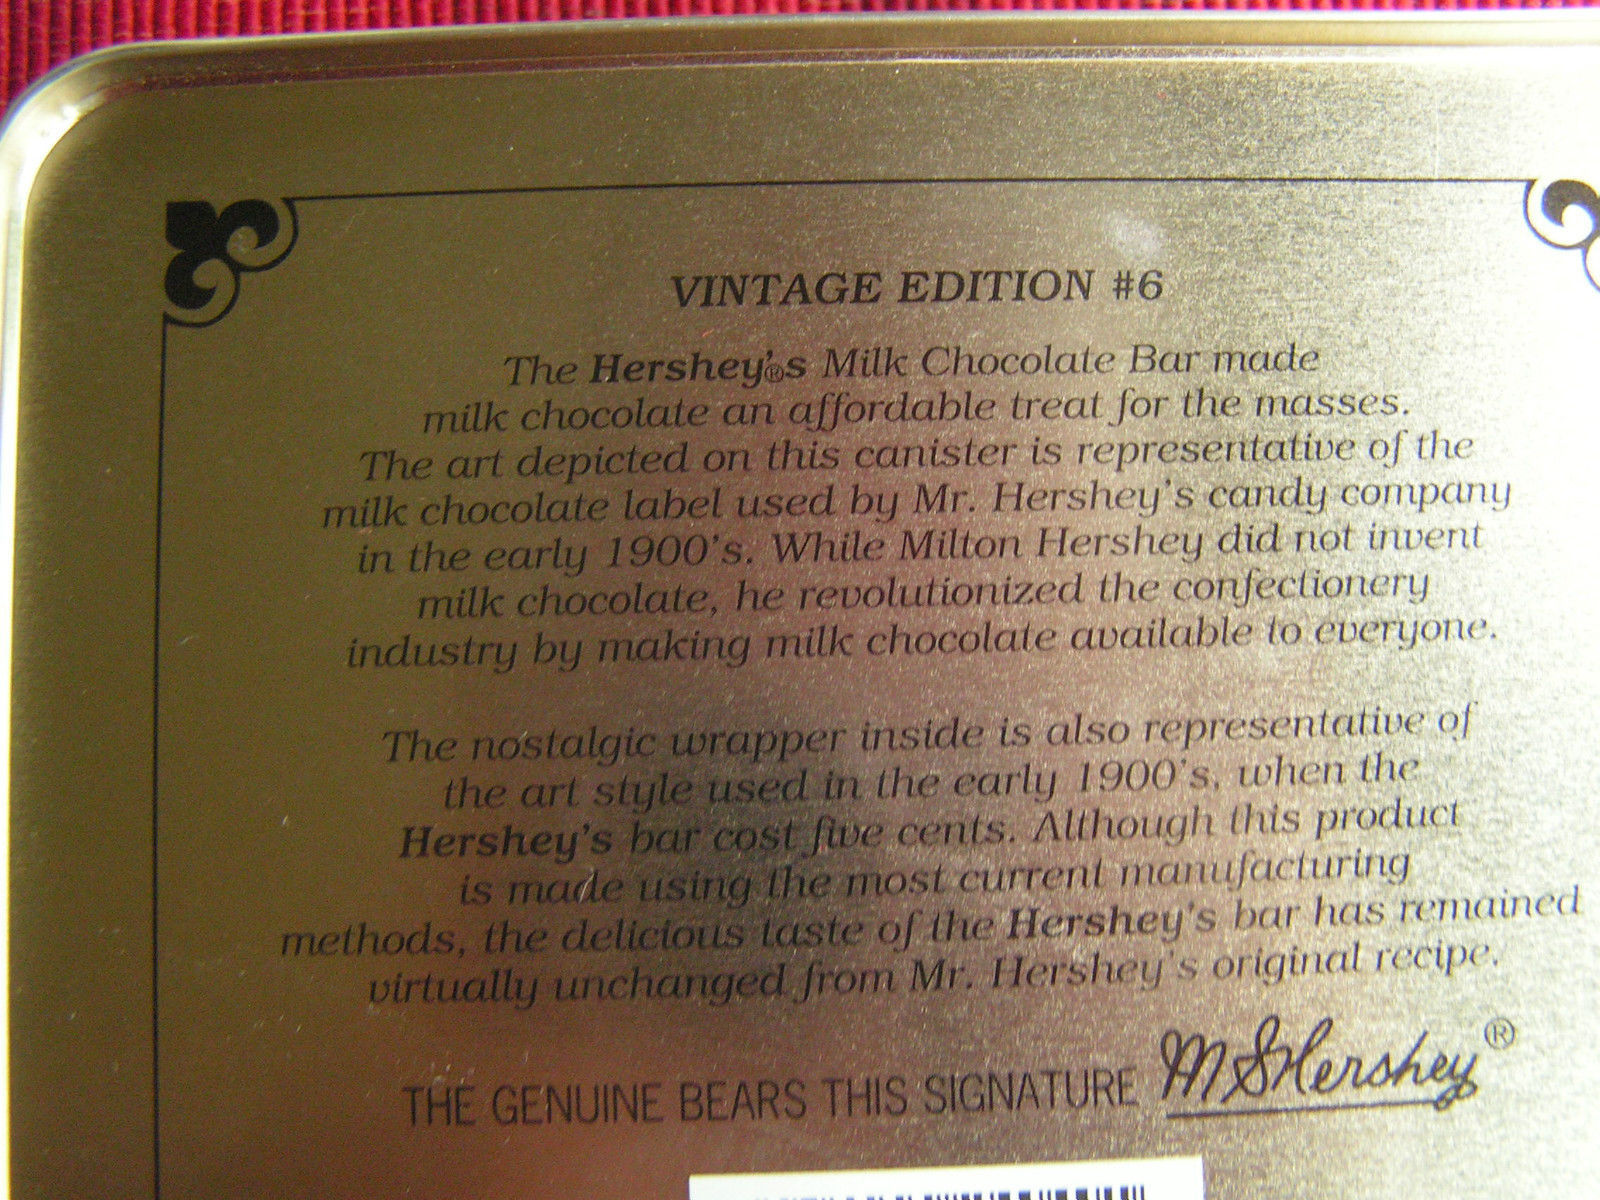 VINTAGE EDITION #6
The Hershey's® Milk Chocolate Bar made
milk chocolate an affordable treat for the masses.
The art depicted on this canister is representative of the
milk chocolate label used by Mr. Hershey's candy company
in the early 1900's. While Milton Hershey did not invent
milk chocolate, he revolutionized the confectionery
industry by making milk chocolate available to everyone.
The nostalgic wrapper inside is also representative of
the art style used in the early 1900's, when the
Hershey's bar cost five cents. Although this product
is made using the most current manufacturing
methods, the delicious taste of the Hershey's bar has remained
virtually unchanged from Mr. Hershey's original recipe.
THE GENUINE BEARS THIS SIGNATURE M S Hershey®